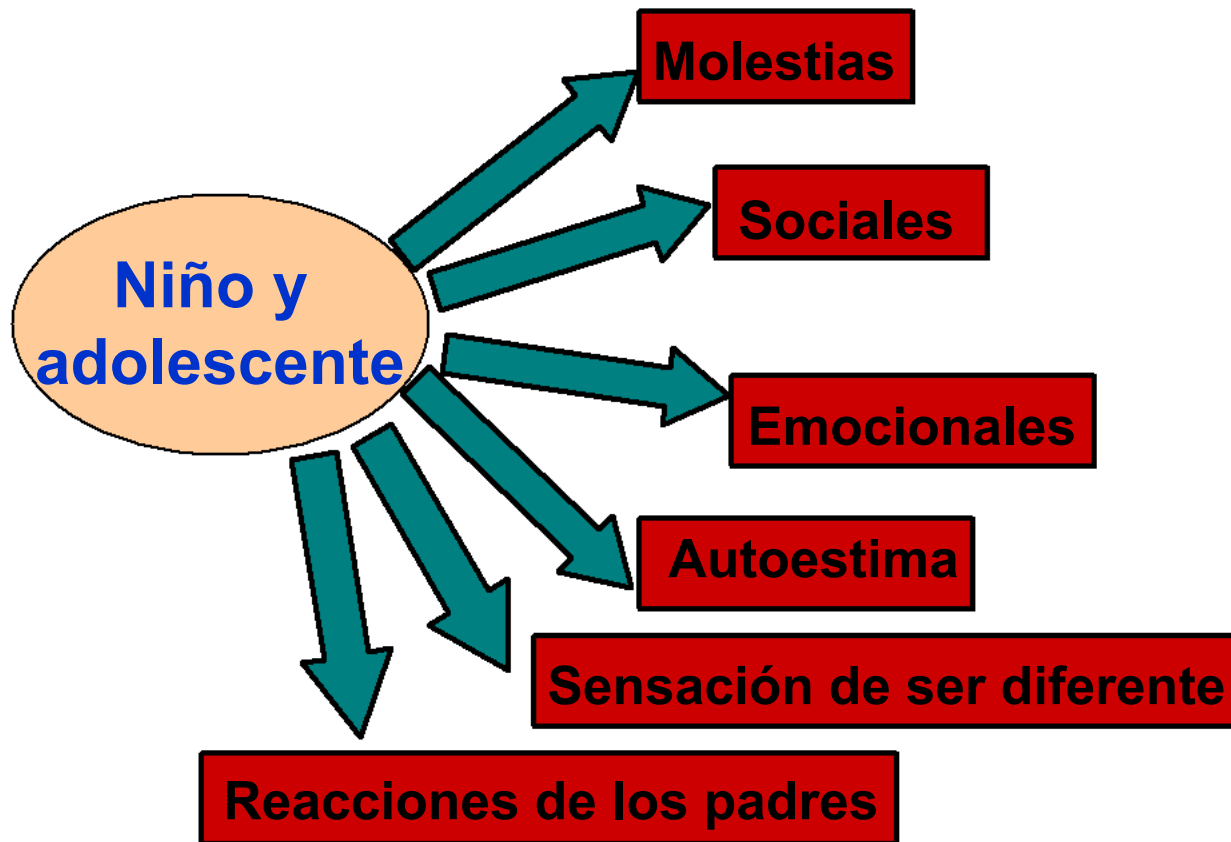 Molestias
Sociales
Niño y
adolescente
Emocionales
Autoestima
Sensación de ser diferente
Reacciones de los padres